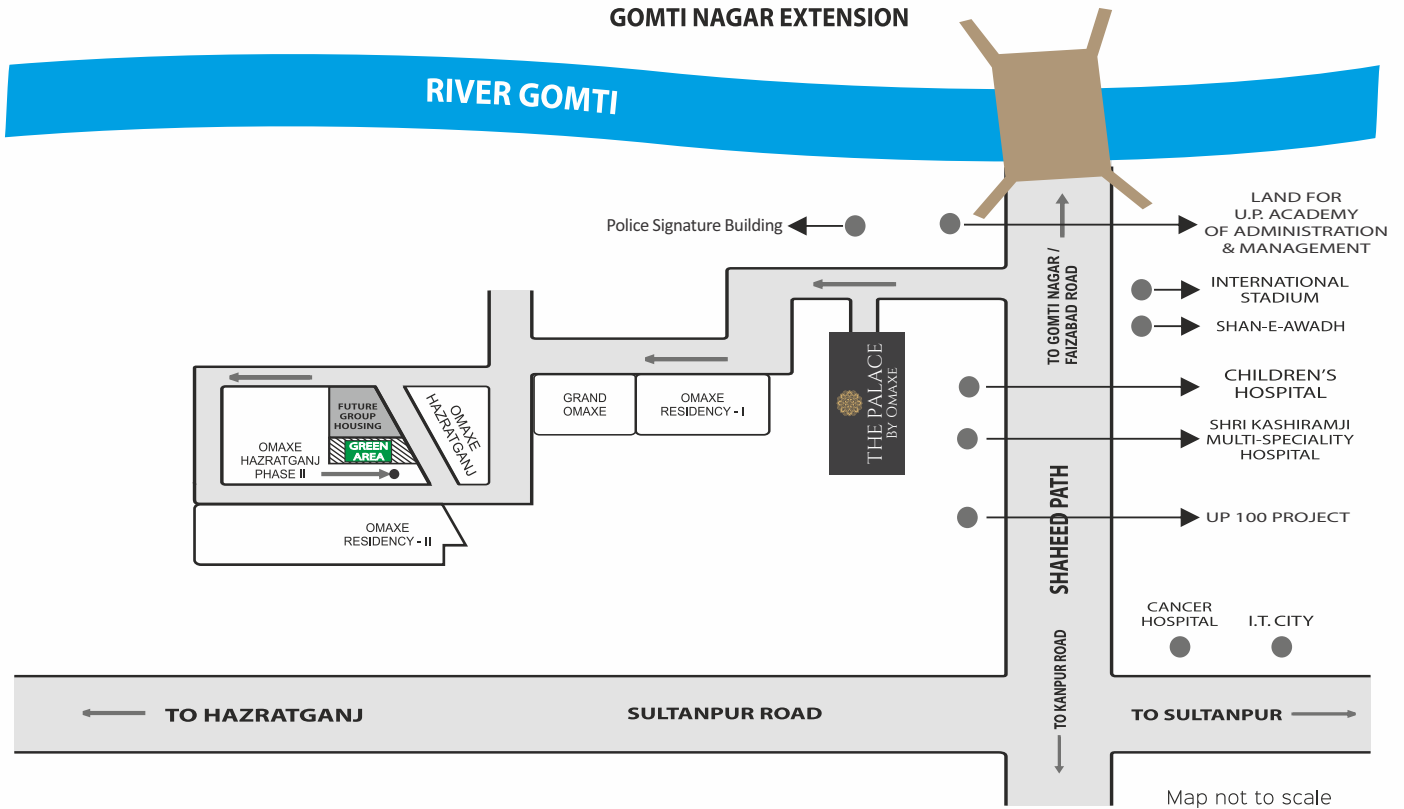 GOMTI NAGAR EXTENSION
RIVER GOMTI
Police Signature Building
LAND FOR
U.P. ACADEMY
OF ADMINISTRATION
& MANAGEMENT
TO GOMTI NAGAR /
FAIZABAD ROAD
INTERNATIONAL
STADIUM
SHAN-E-AWADH
CHILDREN'S
HOSPITAL
SHRI KASHIRAMJI
MULTI-SPECIALITY
HOSPITAL
UP 100 PROJECT
THE PALACE
BY OMAXE
GRAND
OMAXE
OMAXE
RESIDENCY - I
OMAXE
HAZRATGANJ
FUTURE
GROUP
HOUSING
GREEN
AREA
OMAXE
HAZRATGANJ
PHASE II
OMAXE
RESIDENCY - II
SHAHEED PATH
CANCER
HOSPITAL
I.T. CITY
TO KANPUR ROAD
TO HAZRATGANJ
SULTANPUR ROAD
TO SULTANPUR
Map not to scale